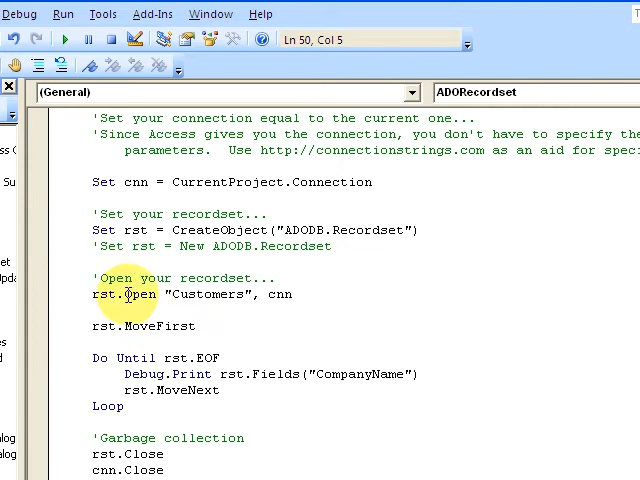 Debug Run Tools Add-Ins Window Help
Ln 50, Col 5
(General) ADORecordset
'Set your connection equal to the current one...
'Since Access gives you the connection, you don't have to specify the
parameters. Use http://connectionstrings.com as an aid for speci
Set cnn = CurrentProject.Connection
'Set your recordset...
Set rst = CreateObject("ADODB.Recordset")
'Set rst = New ADODB.Recordset
'Open your recordset...
rst.Open "Customers", cnn
rst.MoveFirst
Do Until rst.EOF
Debug.Print rst.Fields("CompanyName")
rst.MoveNext
Loop
'Garbage collection
rst.Close
cnn.Close